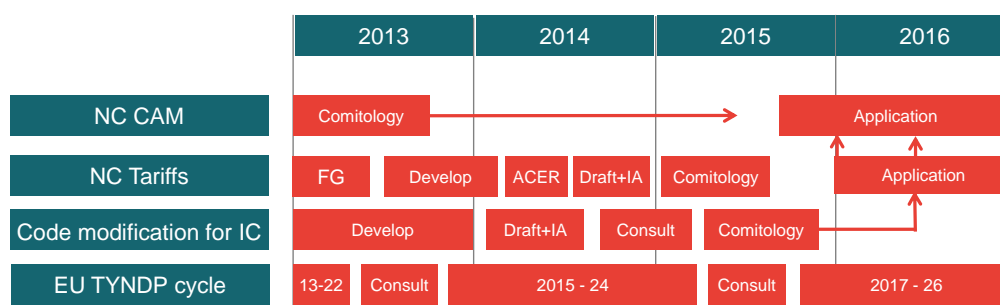 2013 2014 2015 2016
NC CAM Comitology Application
NC Tariffs FG Develop ACER Draft+IA Comitology Application
Code modification for IC Develop Draft+IA Consult Comitology
EU TYNDP cycle 13-22 Consult 2015 - 24 Consult 2017 - 26